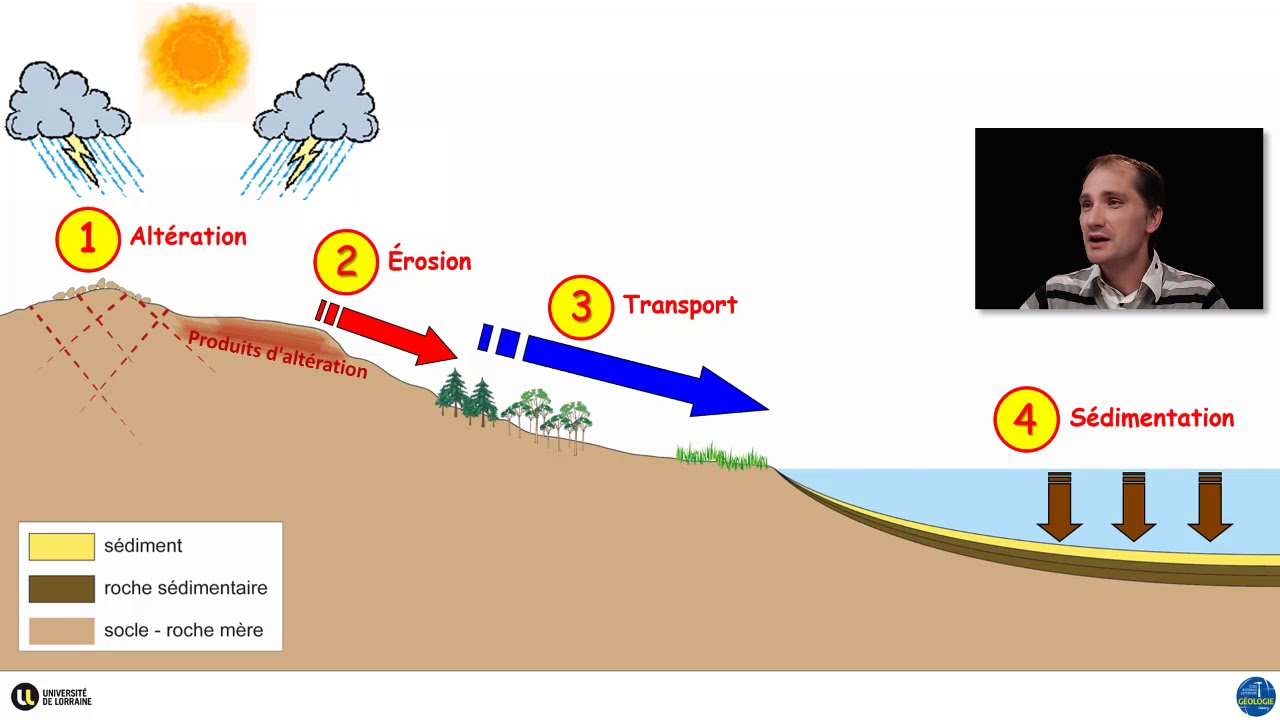 1 Altération
2 Érosion
3 Transport
Produits d'altération
4 Sédimentation
sédiment
roche sédimentaire
socle - roche mère
UNIVERSITÉ
DE LORRAINE
GÉOLOGIE